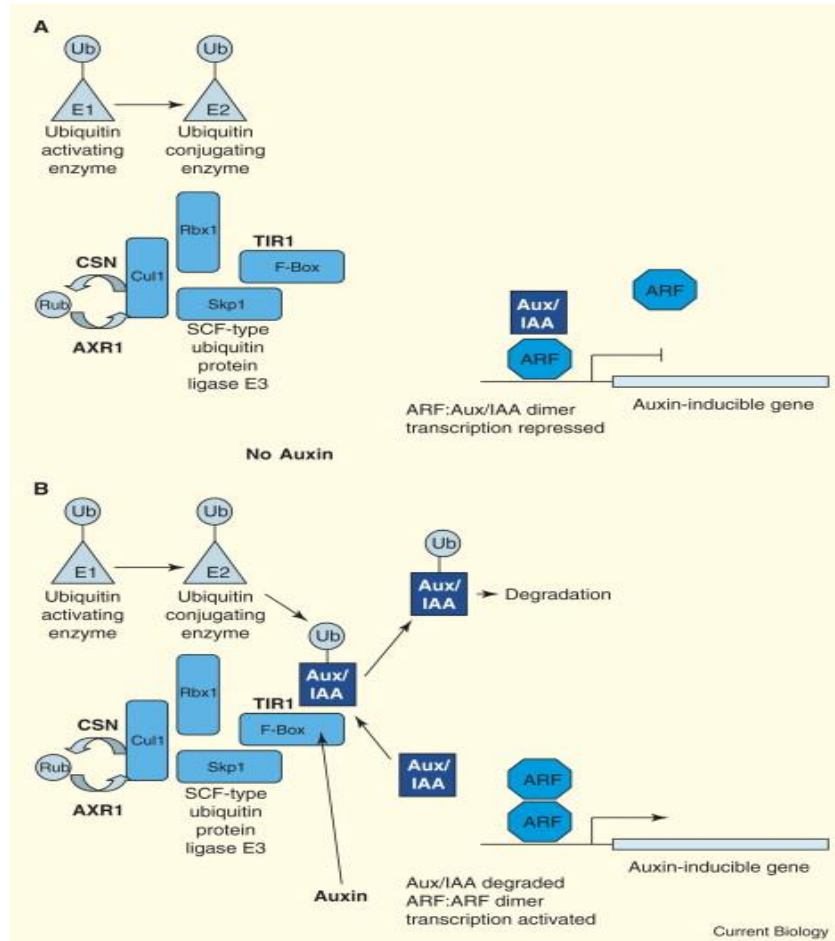 A
Ub
Ub
E1
E2
Ubiquitin
activating
enzyme
Ubiquitin
conjugating
enzyme
Rbx1
TIR1
F-Box
CSN
Cul1
Rub
Skp1
AXR1
SCF-type
ubiquitin
protein
ligase E3
Aux/
IAA
ARF
ARF
ARF:Aux/IAA dimer
transcription repressed
Auxin-inducible gene
No Auxin
B
Ub
Ub
E1
E2
Ubiquitin
activating
enzyme
Ubiquitin
conjugating
enzyme
Ub
Aux/
IAA
Degradation
Ub
Aux/
IAA
Rbx1
TIR1
F-Box
CSN
Cul1
Rub
Skp1
AXR1
SCF-type
ubiquitin
protein
ligase E3
Aux/
IAA
ARF
ARF
Auxin-inducible gene
Auxin
Aux/IAA degraded
ARF:ARF dimer
transcription activated
Current Biology